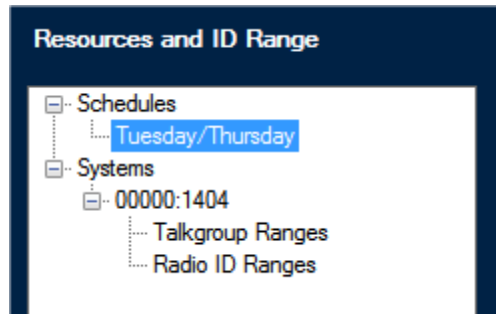 Resources and ID Range
Schedules
Tuesday/Thursday
Systems
00000:1404
Talkgroup Ranges
Radio ID Ranges